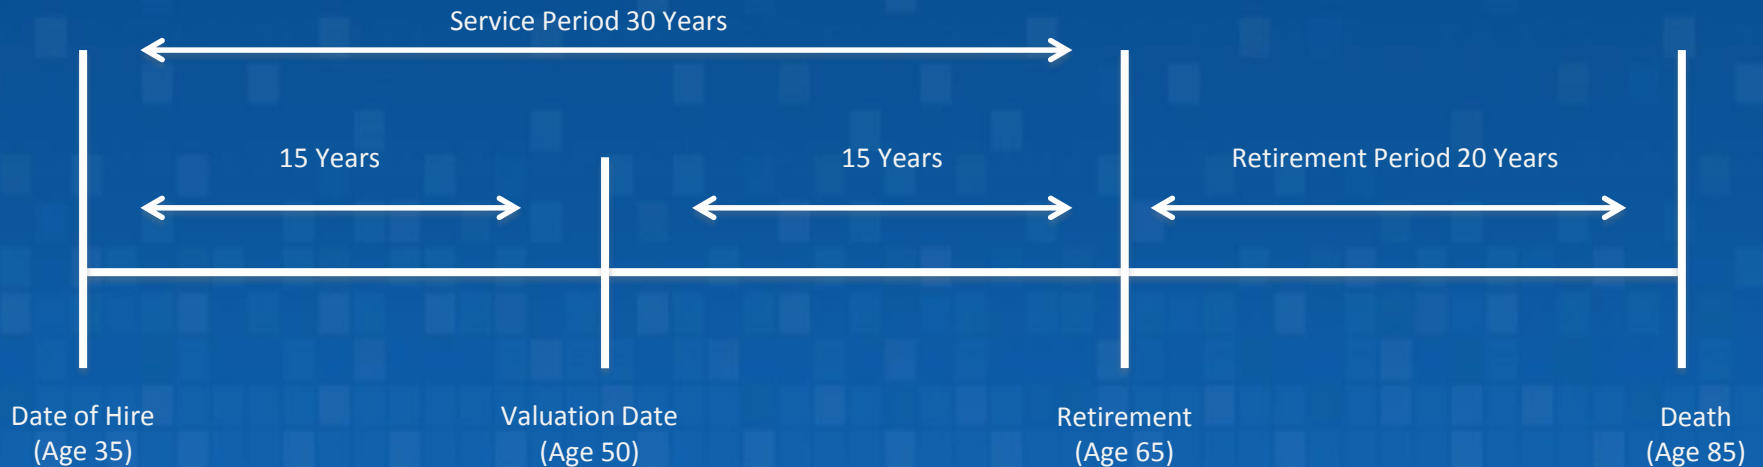 Service Period 30 Years
15 Years
15 Years
Retirement Period 20 Years
Date of Hire
(Age 35)
Valuation Date
(Age 50)
Retirement
(Age 65)
Death
(Age 85)